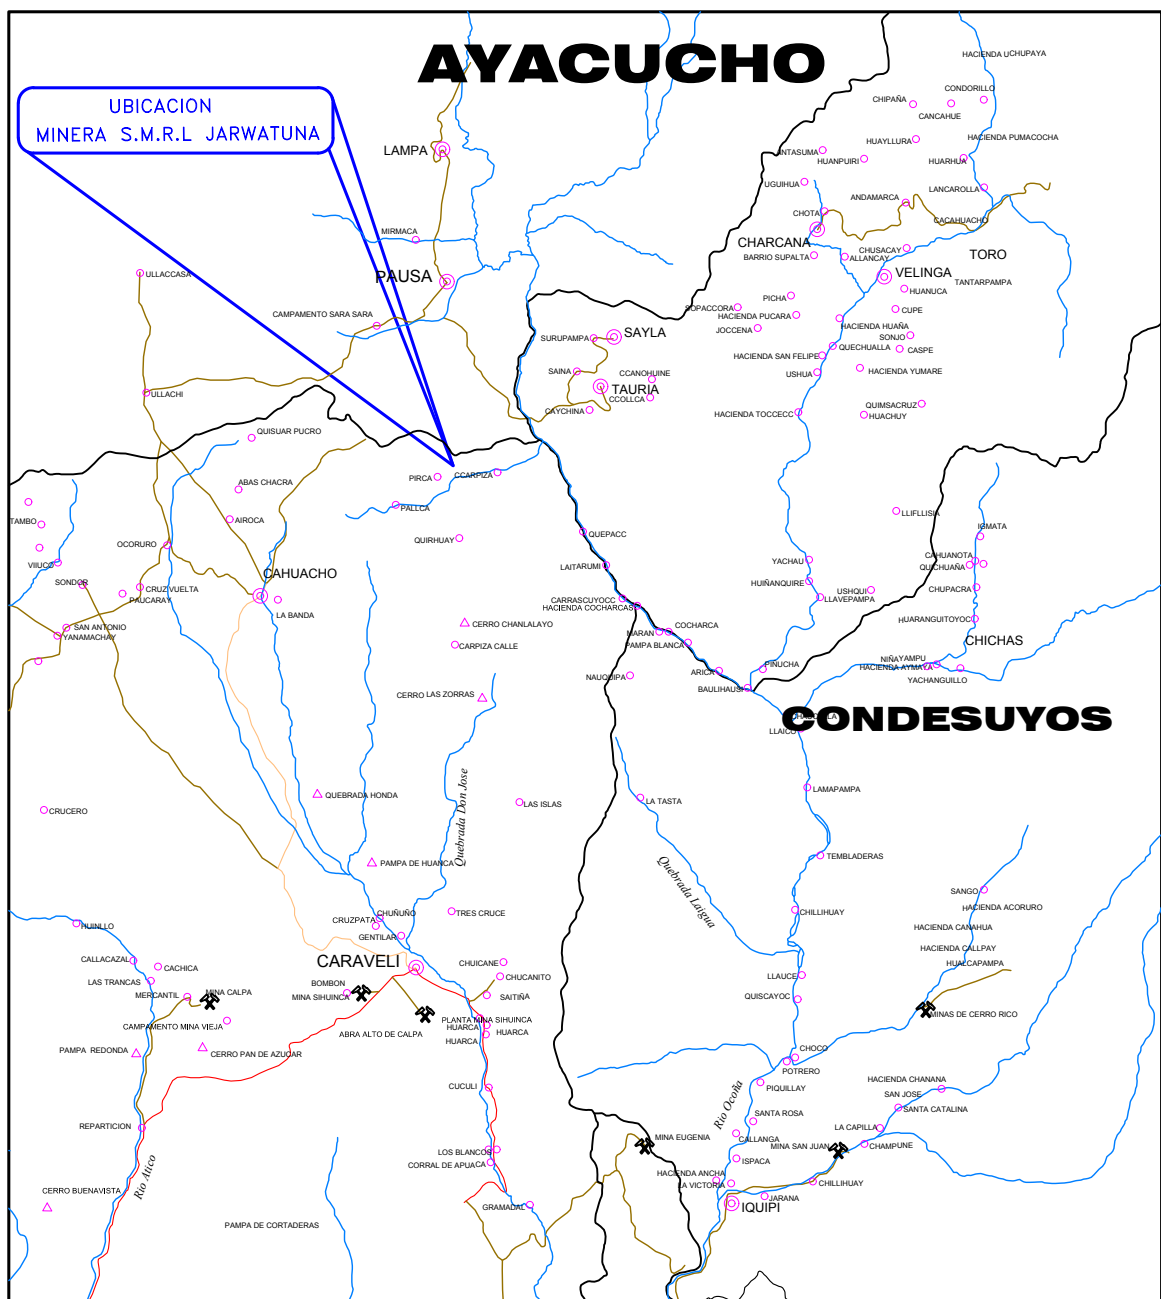 AYACUCHO
HACIENDA U CHUPAYA
UBICACION
MINERA S.M.R.L JARWATUNA
CONDORILLO
CHIPAÑA
CANCAHUE
HUAYLLURA
HACIENDA PUMACOCHA
LAMPA
ANTASUMA
HUANPUIRI
HUARHUA
UGUIHUA
LANCAROLLA
ANDAMARCA
CHOTA
CACAHUACHO
MIRMACA
CHARCANA
CHUSACAY
TORO
BARRIO SUPALTA
ALLANCAY
ULLACCASA
PAUSA
VELINGA
TANTARPAMPA
HUANUCA
PICHA
SOPACCORA
CUPE
CAMPAMENTO SARA SARA
HACIENDA PUCARA
HACIENDA HUAÑA
JOCCENA
SAYLA
SURUPAMPA
SONJO
QUECHUALLA
CASPE
HACIENDA SAN FELIPE
SAINA
CCANOHUINE
USHUA
HACIENDA YUMARE
TAURIA
ULLACHI
CCOLLCA
QUIMSACRUZ
CAYCHINA
HACIENDA TOCCECC
HUACHUY
QUISUAR PUCRO
PIRCA
CCARPIZA
ABAS CHACRA
PALLCA
LLIFLLISIA
AIROCA
TAMBO
IGMATA
QUEPACC
QUIRHUAY
OCORURO
CAHUANOTA
YACHAU
VIIUCO
LAITARUMI
QUICHUAÑA
CAHUACHO
SONDOR
HUIÑANQUIRE
CRUZ VUELTA
USHQUI
CHUPACRA
PAUCARAY
LLAVEPAMPA
CARRASCUYOCC
HACIENDA COCHARCAS
LA BANDA
HUARANGUITOYOC
CERRO CHANLALAYO
SAN ANTONIO
YANAMACHAY
MARAN
COCHARCA
CHICHAS
CARPIZA CALLE
PAMPA BLANCA
NIÑAYAMPU
HACIENDA AYMAYA
PINUCHA
ARICA
NAUQUIPA
YACHANGUILLO
BAULIHAUSI
CERRO LAS ZORRAS
CONDESUYOS
LLAICO
LAMAPAMPA
QUEBRADA HONDA
LAS ISLAS
LA TASTA
CRUCERO
Quebrada Don Jose
Quebrada Laigua
TEMBLADERAS
PAMPA DE HUANCA
SANGO
HACIENDA ACORURO
CHUÑUÑO
TRES CRUCE
CHILLIHUAY
CRUZPATA
HUINLLO
HACIENDA CANAHUA
GENTILAR
HACIENDA CALLPAY
CALLACAZAL
CARAVELI
CHUICANE
HUALCAPAMPA
CACHICA
LLAUCE
CHUCANITO
LAS TRANCAS
BOMBON
MERCANTIL
MINA CALPA
MINA SIHUINCA
SAITIÑA
QUISCAYOC
MINAS DE CERRO RICO
CAMPAMENTO MINA VIEJA
PLANTA MINA SIHUINCA
HUARCA
ABRA ALTO DE CALPA
HUARCA
HUARCA
PAMPA REDONDA
CERRO PAN DE AZUCAR
CHOCO
POTRERO
HACIENDA CHANANA
CUCULI
PIQUILLAY
SAN JOSE
SANTA CATALINA
Rio Ocoña
SANTA ROSA
REPARTICION
LA CAPILLA
CALLANGA
MINA EUGENIA
MINA SAN JUAN
CHAMPUNE
LOS BLANCOS
CORRAL DE APUACA
ISPACA
Rio Atico
HACIENDA ANCHA
CERRO BUENAVISTA
LA VICTORIA
CHILLIHUAY
JARANA
GRAMADAL
IQUIPI
PAMPA DE CORTADERAS